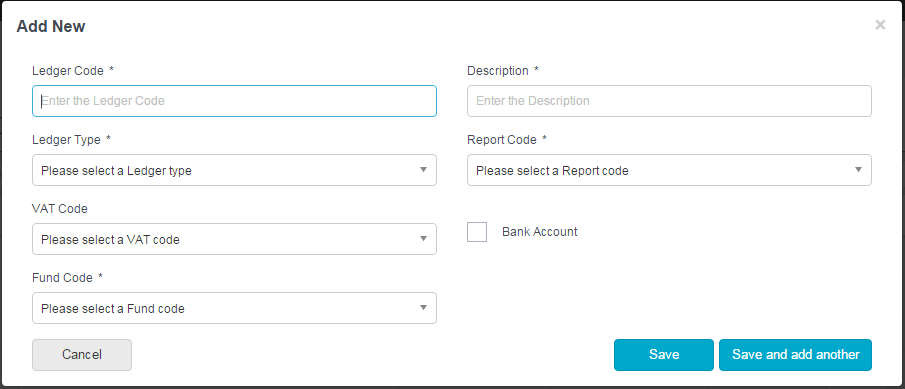 Add New ×
Ledger Code *
Description *
Enter the Ledger Code
Enter the Description
Ledger Type *
Report Code *
Please select a Ledger type
Please select a Report code
VAT Code
Please select a VAT code
Bank Account
Fund Code *
Please select a Fund code
Cancel
Save
Save and add another